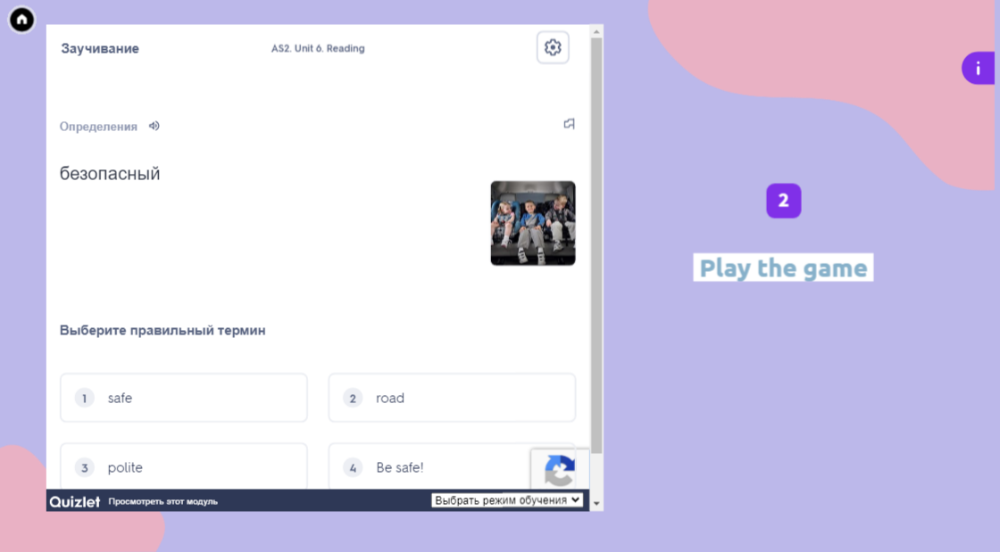 Заучивание
AS2. Unit 6. Reading
i
Определения
безопасный
2
Play the game
Выберите правильный термин
1 safe
2 road
3 polite
4 Be safe!
Quizlet Просмотреть этот модуль
Выбрать режим обучения